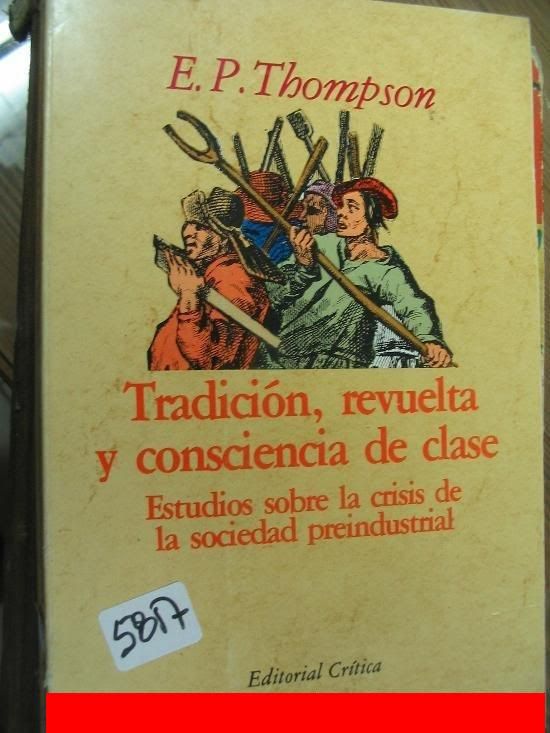 E. P. Thompson
Tradición, revuelta
y consciencia de clase
Estudios sobre la crisis de
la sociedad preindustrial
5817
Editorial Crítica